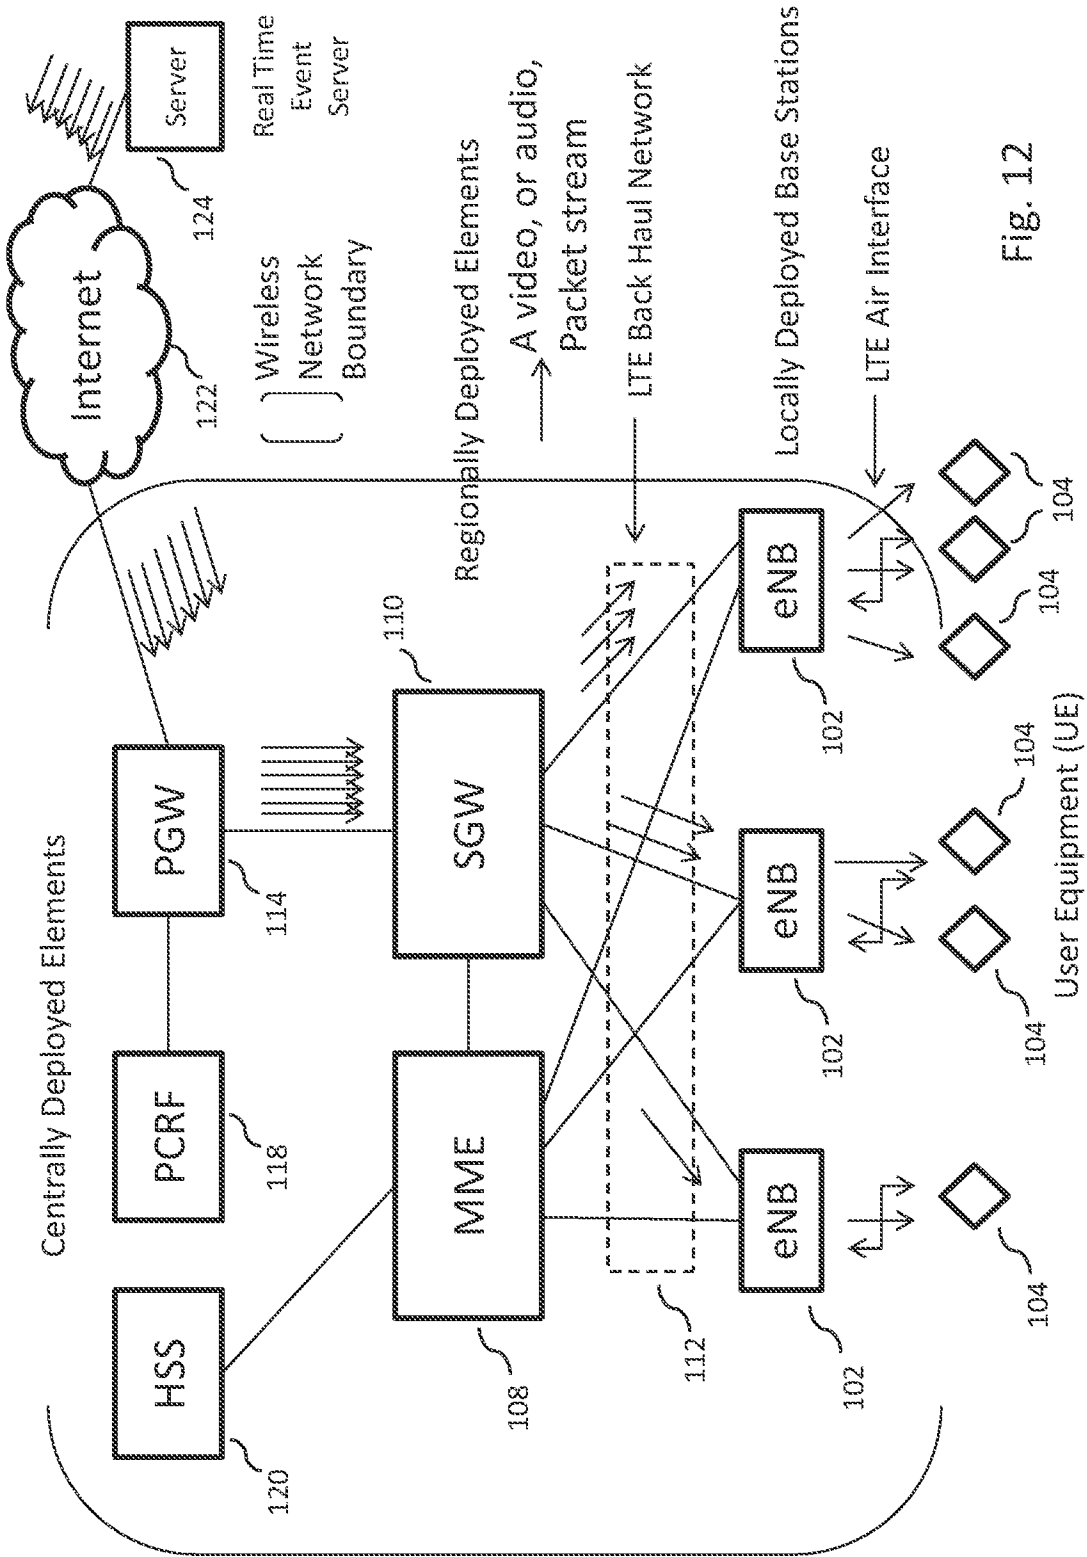 Centrally Deployed Elements
HSS
120
PCRF
118
PGW
114
Internet
122
Server
124
Real Time
Event
Server
Wireless
Network
Boundary
MME
108
SGW
110
Regionally Deployed Elements
A video, or audio,
Packet stream
112
LTE Back Haul Network
eNB
102
eNB
102
eNB
102
Locally Deployed Base Stations
LTE Air Interface
104
104
104
104
104
User Equipment (UE)
Fig. 12